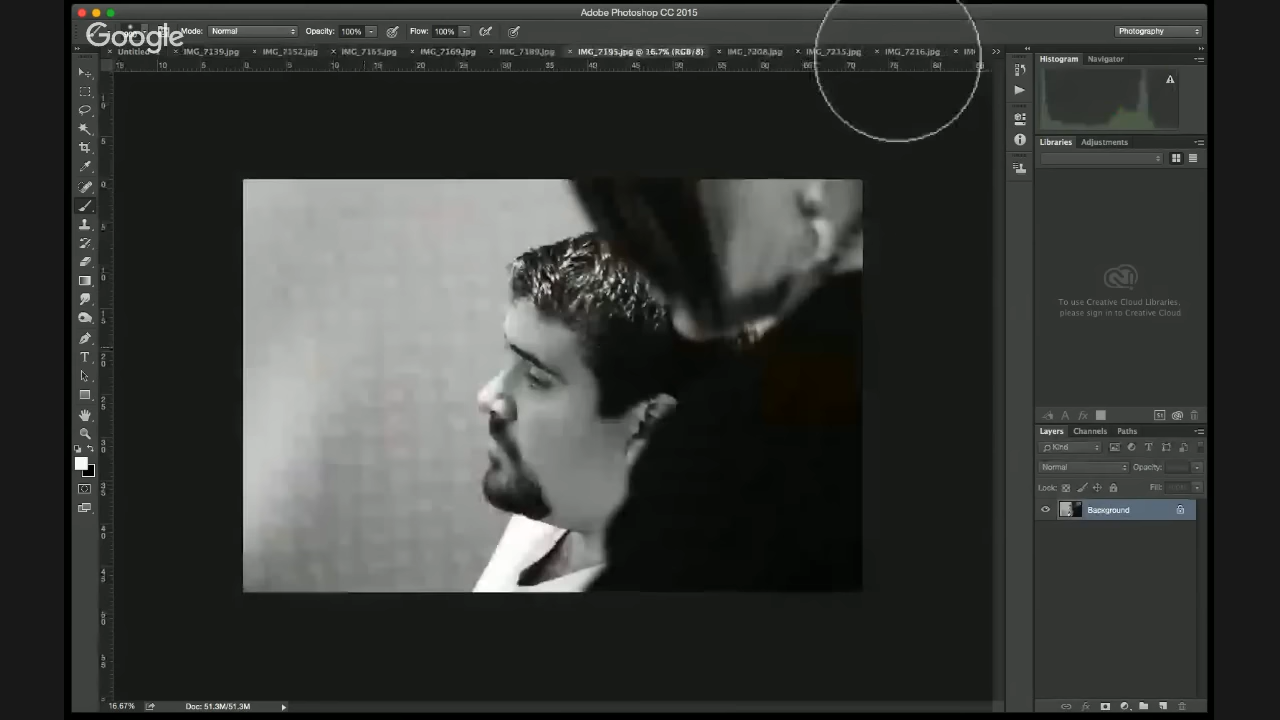 Adobe Photoshop CC 2015
Google
Mode: Normal Opacity: 100% Flow: 100%
Photography
Untitled IMG_7139.jpg IMG_7152.jpg IMG_7165.jpg IMG_7169.jpg IMG_7189.jpg IMG_7195.jpg @ 16.7% (RGB/8) IMG_7208.jpg IMG_7215.jpg IMG_7216.jpg
Histogram Navigator
Libraries Adjustments
To use Creative Cloud Libraries,
please sign in to Creative Cloud
Layers Channels Paths
Kind
Normal Opacity:
Lock: Fill:
Background
16.67% Doc: 51.3M/51.3M